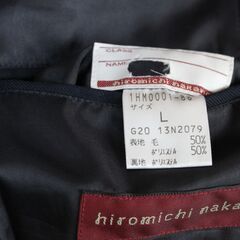 CLASS
NAME
hiromichi nakan
1HM0001-66
サイズ
L
G20 13N2079
表地 毛 50%
ポリエステル 50%
裏地 ポリエステル
hiromichi naka